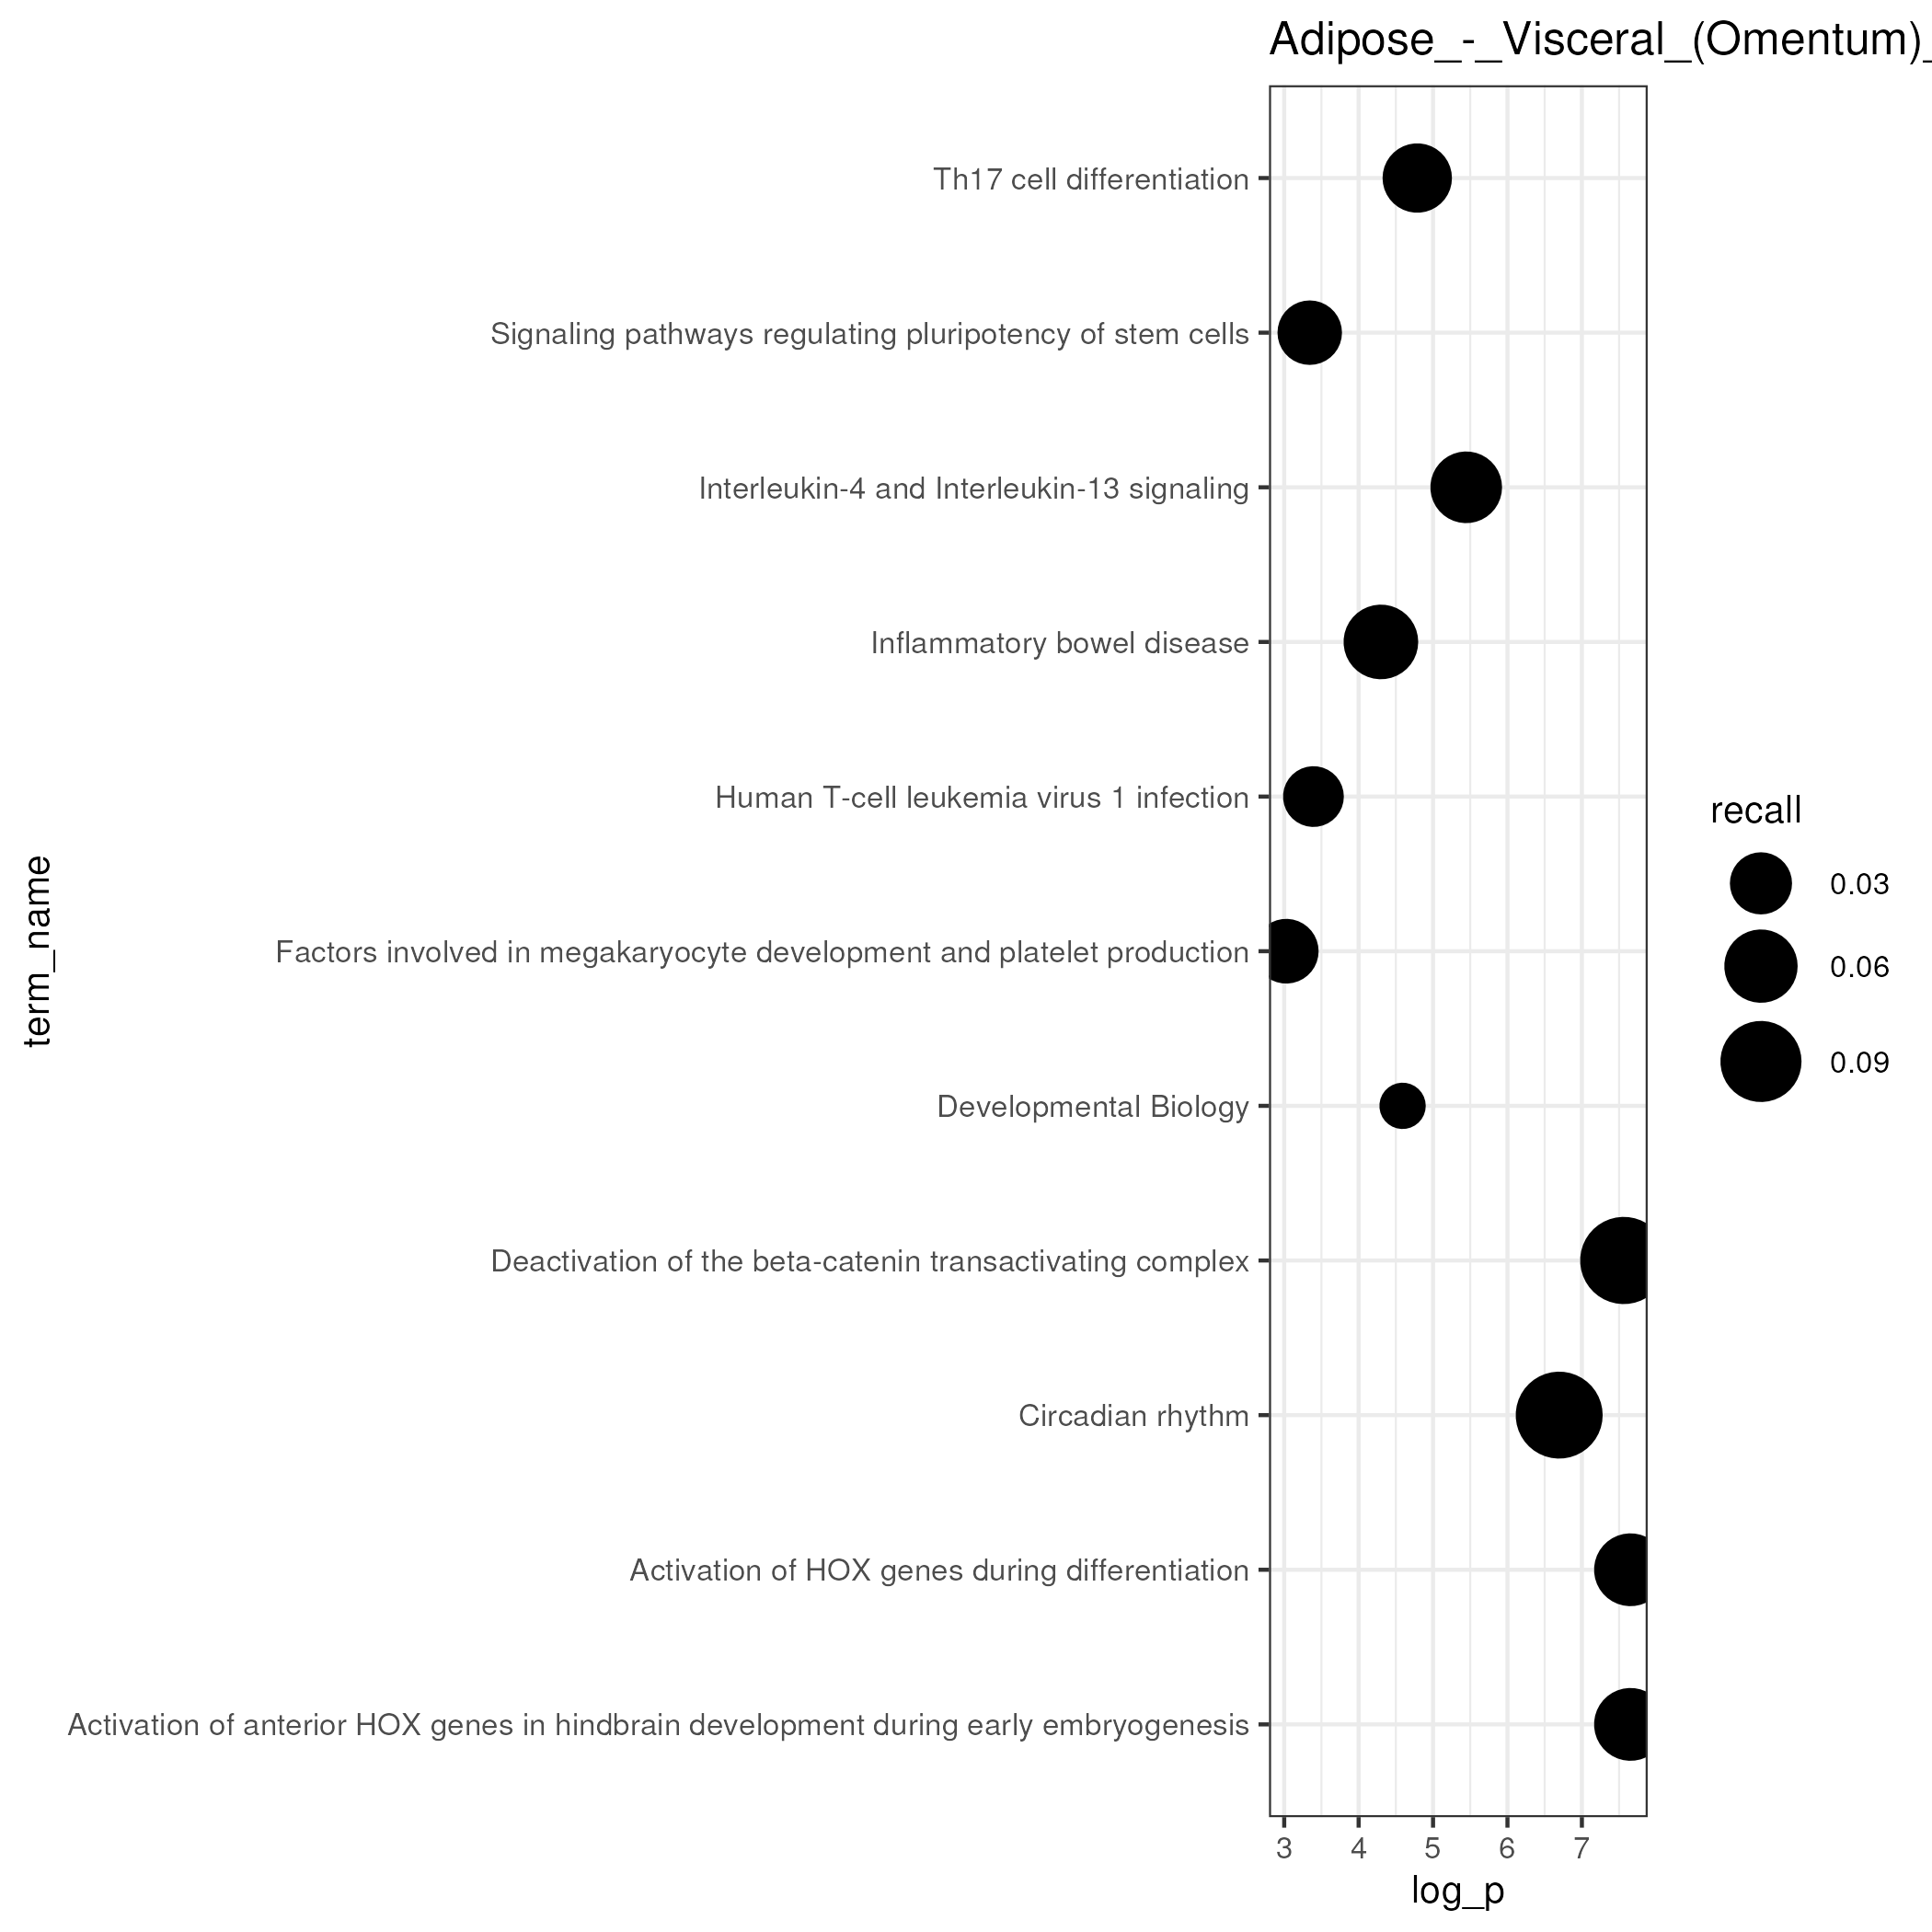 Adipose_-_Visceral_(Omentum)_
Th17 cell differentiation
Signaling pathways regulating pluripotency of stem cells
Interleukin-4 and Interleukin-13 signaling
Inflammatory bowel disease
Human T-cell leukemia virus 1 infection
Factors involved in megakaryocyte development and platelet production
Developmental Biology
Deactivation of the beta-catenin transactivating complex
Circadian rhythm
Activation of HOX genes during differentiation
Activation of anterior HOX genes in hindbrain development during early embryogenesis
term_name
3 4 5 6 7
log_p
recall
0.03
0.06
0.09